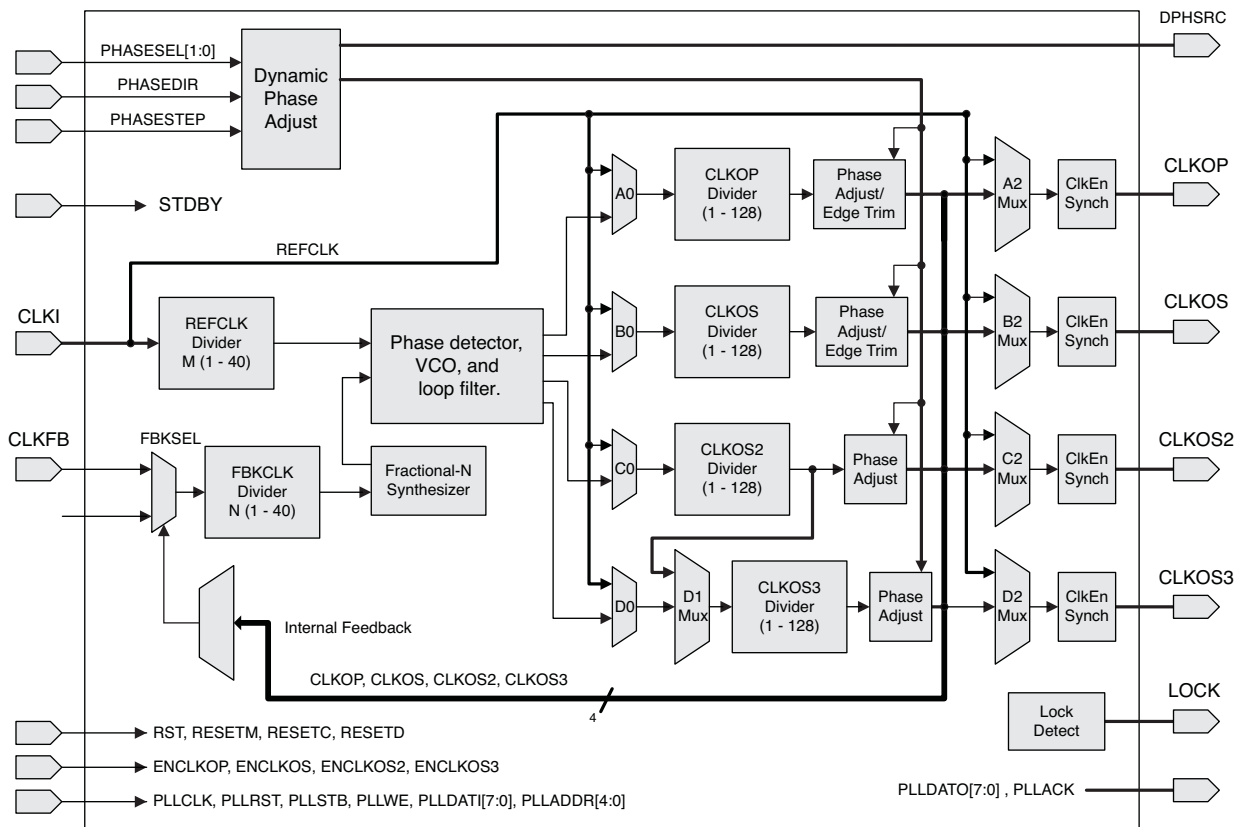 DPHSRC
PHASESEL[1:0]
PHASEDIR
PHASESTEP
Dynamic
Phase
Adjust
STDBY
REFCLK
A0
CLKOP
Divider
(1 - 128)
Phase
Adjust/
Edge Trim
A2
Mux
ClkEn
Synch
CLKOP
CLKI
REFCLK
Divider
M (1 - 40)
Phase detector,
VCO, and
loop filter.
B0
CLKOS
Divider
(1 - 128)
Phase
Adjust/
Edge Trim
B2
Mux
ClkEn
Synch
CLKOS
CLKFB
FBKSEL
FBKCLK
Divider
N (1 - 40)
Fractional-N
Synthesizer
C0
CLKOS2
Divider
(1 - 128)
Phase
Adjust
C2
Mux
ClkEn
Synch
CLKOS2
D0
D1
Mux
CLKOS3
Divider
(1 - 128)
Phase
Adjust
D2
Mux
ClkEn
Synch
CLKOS3
Internal Feedback
CLKOP, CLKOS, CLKOS2, CLKOS3
4
Lock
Detect
LOCK
RST, RESETM, RESETC, RESETD
ENCLKOP, ENCLKOS, ENCLKOS2, ENCLKOS3
PLLCLK, PLLRST, PLLSTB, PLLWE, PLLDATI[7:0], PLLADDR[4:0]
PLLDATO[7:0] , PLLACK